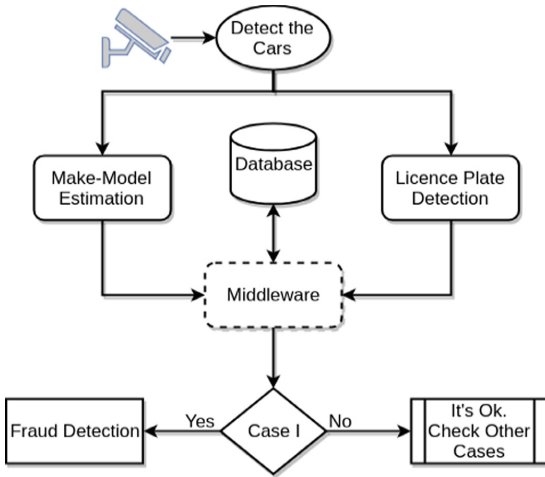 Detect the
Cars
Make-Model
Estimation
Database
Licence Plate
Detection
Middleware
Fraud Detection
Yes
Case I
No
It's Ok.
Check Other
Cases